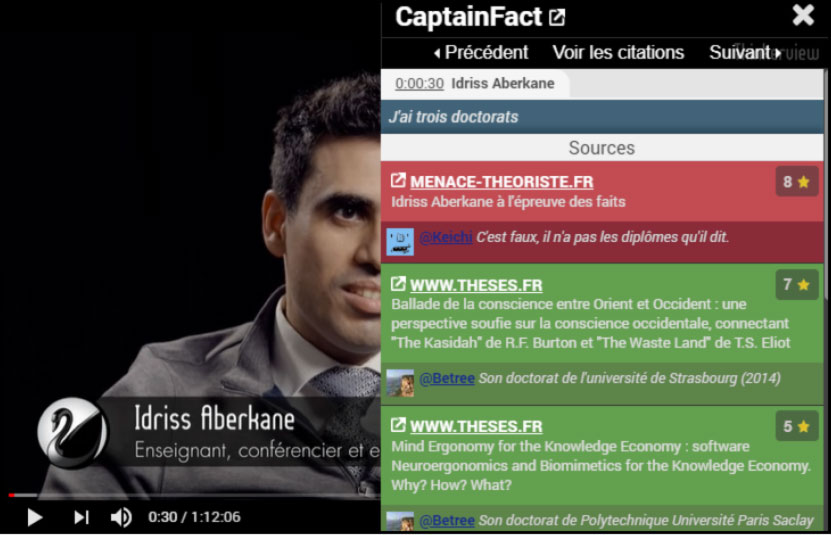 CaptainFact
Précédent Voir les citations Suivant
0:00:30 Idriss Aberkane
J'ai trois doctorats
Sources
MENACE-THEORISTE.FR 8
Idriss Aberkane à l'épreuve des faits
@Keichi C'est faux, il n'a pas les diplômes qu'il dit.
WWW.THESES.FR 7
Ballade de la conscience entre Orient et Occident : une
perspective soufie sur la conscience occidentale, connectant
"The Kasidah" de R.F. Burton et "The Waste Land" de T.S. Eliot
@Betree Son doctorat de l'université de Strasbourg (2014)
WWW.THESES.FR 5
Mind Ergonomy for the Knowledge Economy : software
Neuroergonomics and Biomimetics for the Knowledge Economy.
Why? How? What?
@Betree Son doctorat de Polytechnique Université Paris Saclay
Idriss Aberkane
Enseignant, conférencier et e
0:30 / 1:12:06